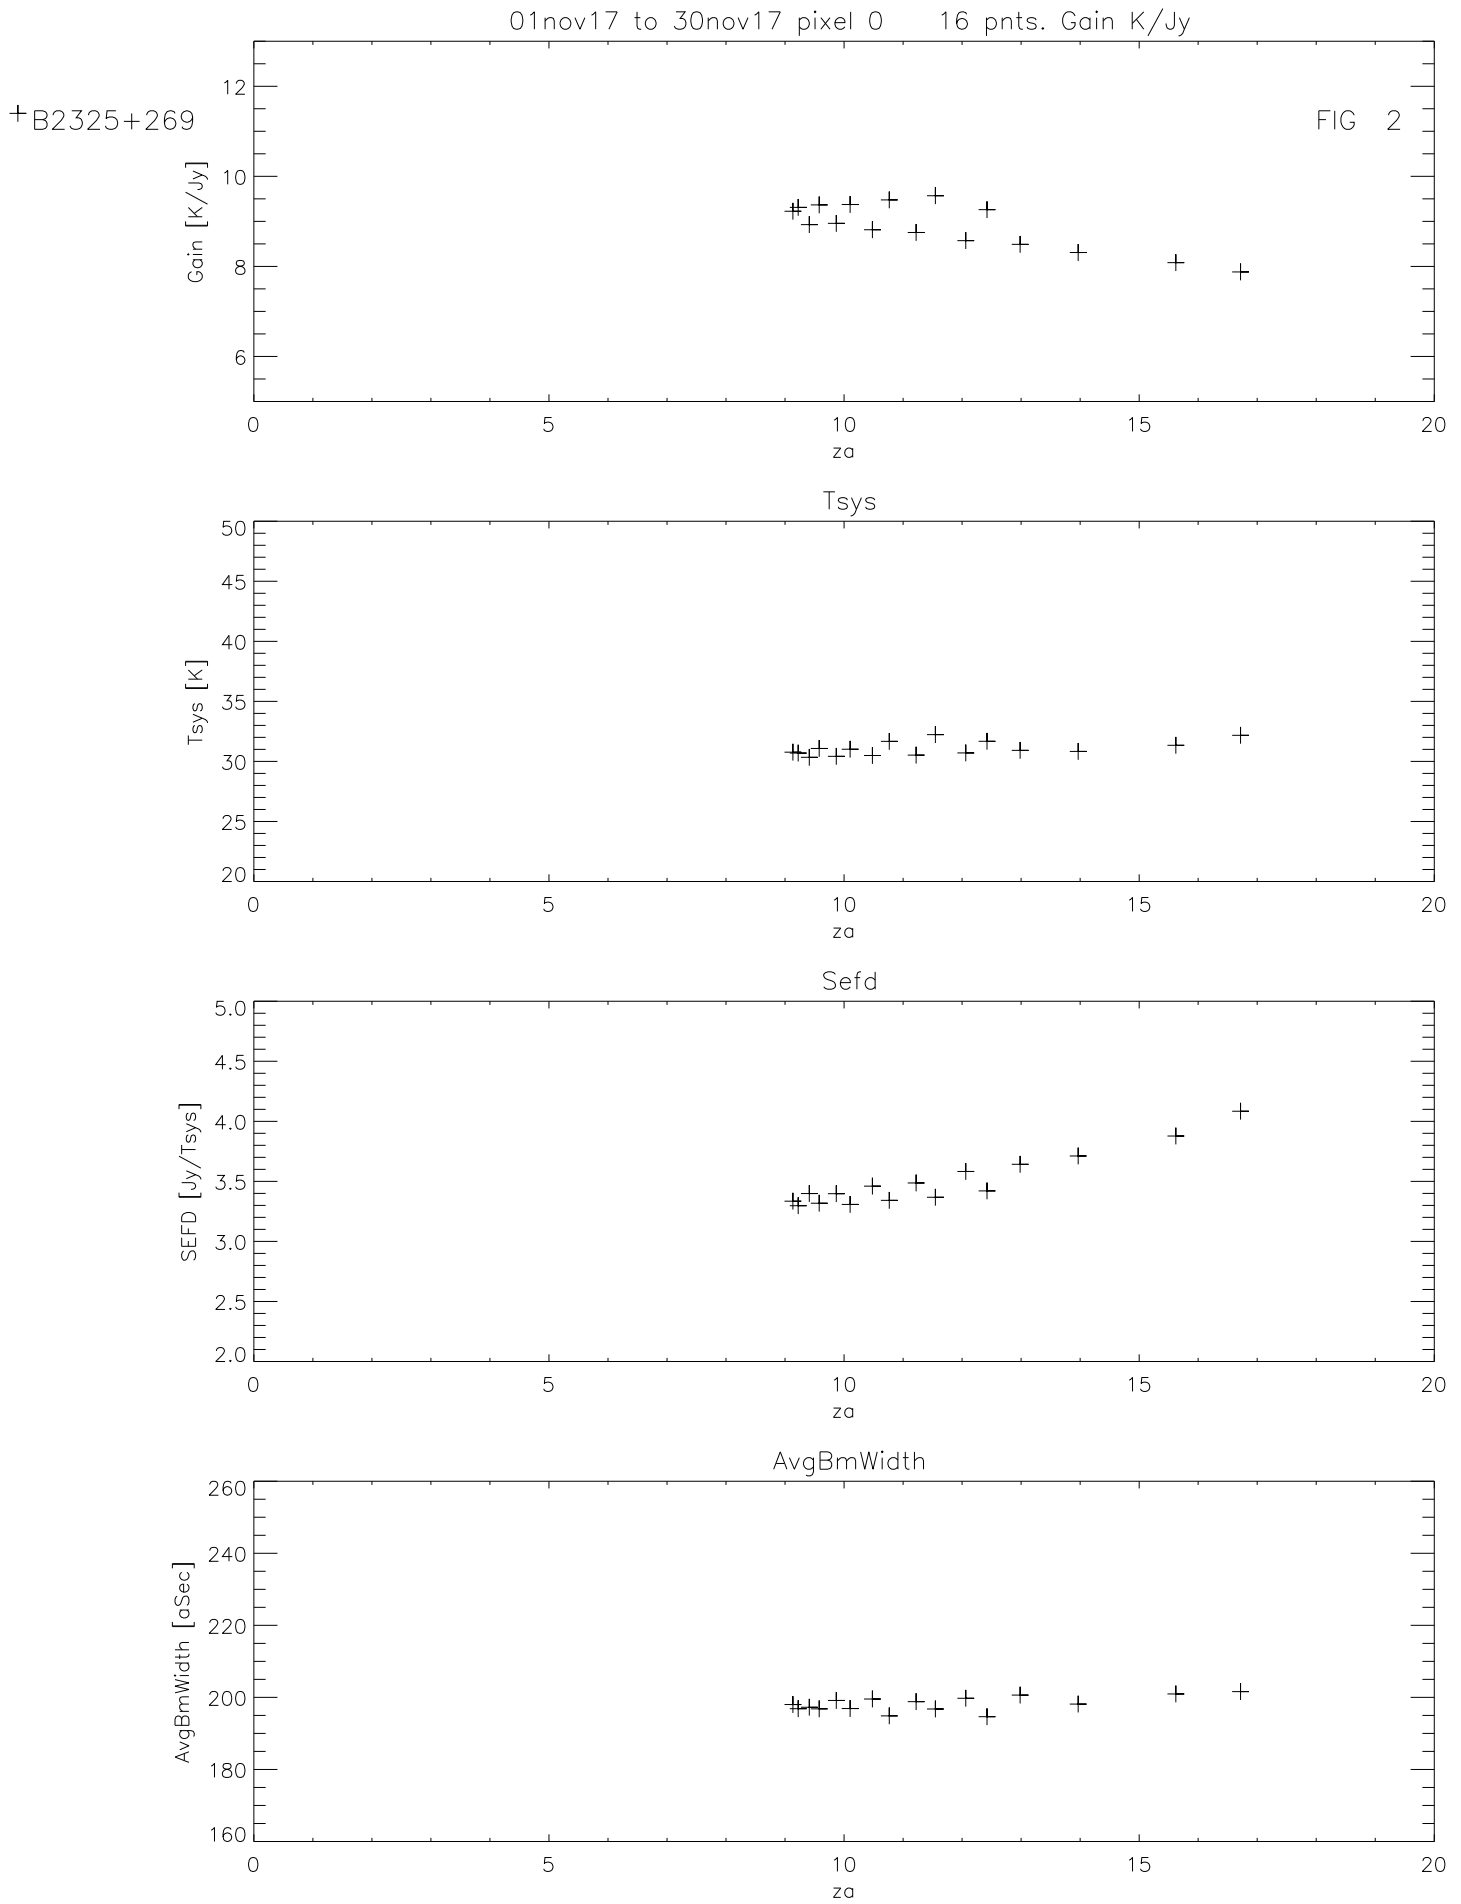 01nov17 to 30nov17 pixel 0 16 pnts. Gain K/Jy
+B2325+269
FIG 2
Gain [K/Jy]
12
10
8
6
0 5 10 15 20
za
Tsys
Tsys [K]
50
45
40
35
30
25
20
0 5 10 15 20
za
Sefd
SEFD [Jy/Tsys]
5.0
4.5
4.0
3.5
3.0
2.5
2.0
0 5 10 15 20
za
AvgBmWidth
AvgBmWidth [aSec]
260
240
220
200
180
160
0 5 10 15 20
za